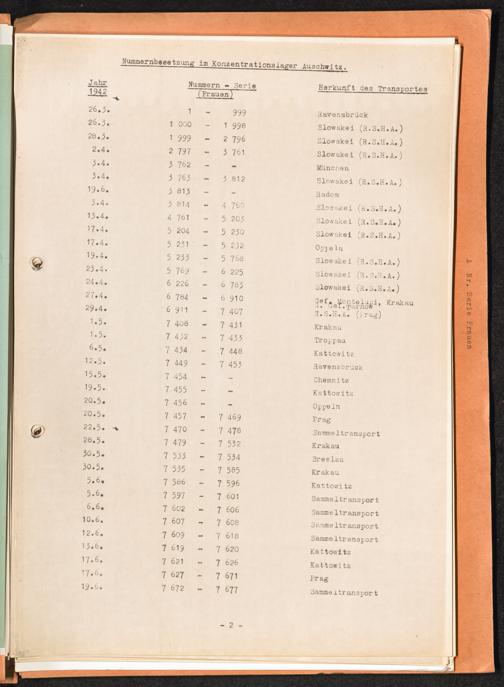 Nummernbesetzung im Konzentrationslager Auschwitz.
Jahr 1942 Nummern - Serie (Frauen) Herkunft des Transportes
26.3. 1 - 999 Ravensbrück
26.3. 1 000 - 1 998 Slowakei (R.S.H.A.)
28.3. 1 999 - 2 796 Slowakei (R.S.H.A.)
2.4. 2 797 - 3 761 Slowakei (R.S.H.A.)
3.4. 3 762 - - München
3.4. 3 763 - 3 812 Slowakei (R.S.H.A.)
19.6. 3 813 - - Radom
3.4. 3 814 - 4 760 Slowakei (R.S.H.A.)
13.4. 4 761 - 5 203 Slowakei (R.S.H.A.)
17.4. 5 204 - 5 230 Slowakei (R.S.H.A.)
17.4. 5 231 - 5 232 Oppeln
19.4. 5 233 - 5 768 Slowakei (R.S.H.A.)
23.4. 5 769 - 6 225 Slowakei (R.S.H.A.)
24.4. 6 226 - 6 783 Slowakei (R.S.H.A.)
27.4. 6 784 - 6 910 Gef. Montelupi, Krakau
Gef. Tarnow
29.4. 6 911 - 7 407 R.S.H.A. (Prag)
1.5. 7 408 - 7 431 Krakau
1.5. 7 432 - 7 433 Troppau
6.5. 7 434 - 7 448 Kattowitz
12.5. 7 449 - 7 453 Ravensbrück
15.5. 7 454 - - Chemnitz
19.5. 7 455 - - Kattowitz
20.5. 7 456 - - Oppeln
20.5. 7 457 - 7 469 Prag
22.5. 7 470 - 7 478 Sammeltransport
28.5. 7 479 - 7 532 Krakau
30.5. 7 533 - 7 534 Breslau
30.5. 7 535 - 7 585 Krakau
5.6. 7 586 - 7 596 Kattowitz
5.6. 7 597 - 7 601 Sammeltransport
6.6. 7 602 - 7 606 Sammeltransport
10.6. 7 607 - 7 608 Sammeltransport
12.6. 7 609 - 7 618 Sammeltransport
13.6. 7 619 - 7 620 Kattowitz
17.6. 7 621 - 7 626 Kattowitz
17.6. 7 627 - 7 671 Prag
19.6. 7 672 - 7 677 Sammeltransport
- 2 -
Nr. Serie Frauen